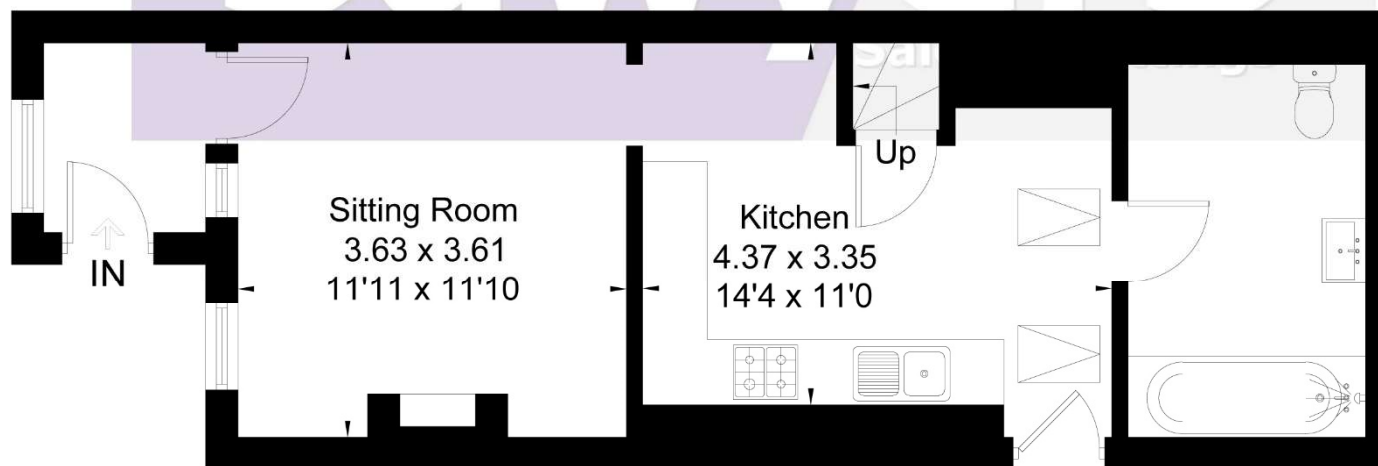 IN
Sitting Room
3.63 x 3.61
11'11 x 11'10
Up
Kitchen
4.37 x 3.35
14'4 x 11'0